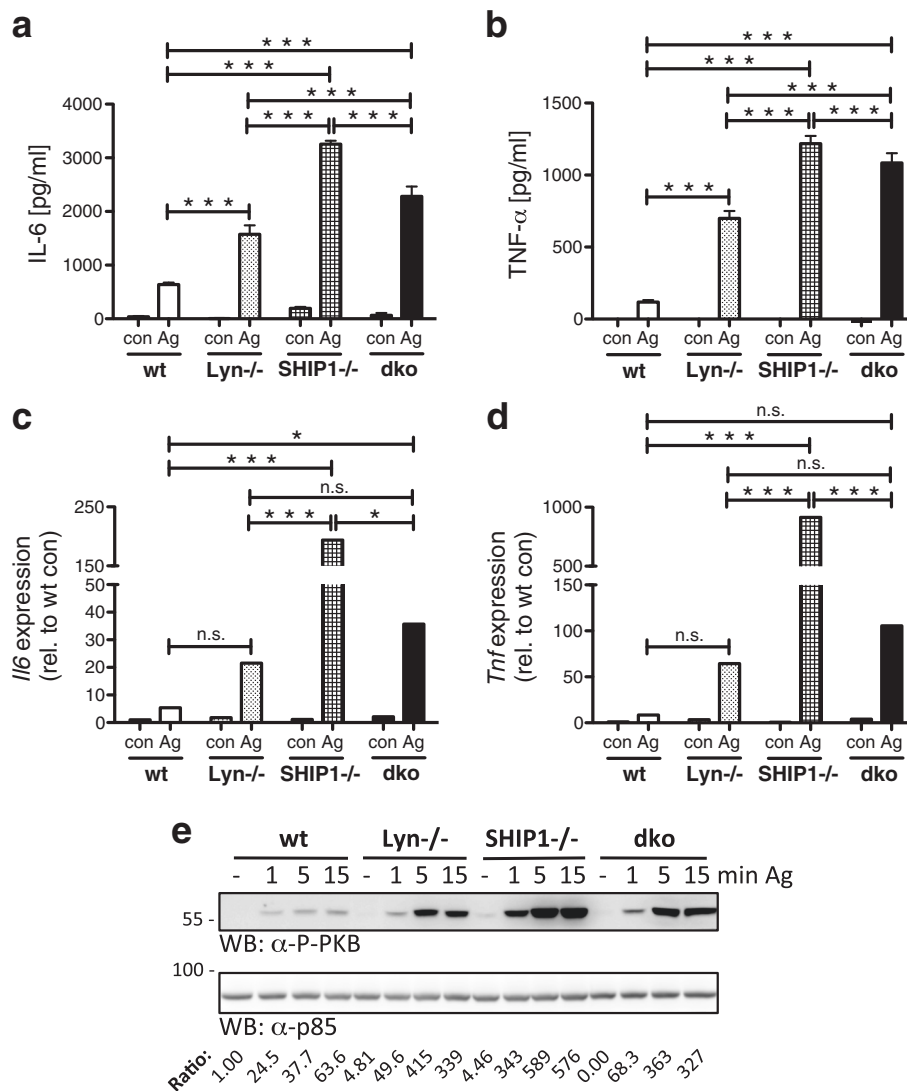 a
* * *
* * *
* * *
* * * * * *
* * *
IL-6 [pg/ml]
4000
3000
2000
1000
0
con Ag con Ag con Ag con Ag
wt Lyn-/- SHIP1-/- dko
b
* * *
* * *
* * *
* * * * * *
* * *
TNF-α [pg/ml]
1500
1000
500
0
con Ag con Ag con Ag con Ag
wt Lyn-/- SHIP1-/- dko
c
*
* * *
n.s.
* * * *
n.s.
Il6 expression
(rel. to wt con)
250
150
50
40
30
20
10
0
con Ag con Ag con Ag con Ag
wt Lyn-/- SHIP1-/- dko
d
n.s.
* * *
n.s.
* * * * * *
n.s.
Tnf expression
(rel. to wt con)
1000
500
150
100
50
0
con Ag con Ag con Ag con Ag
wt Lyn-/- SHIP1-/- dko
e
wt Lyn-/- SHIP1-/- dko
- 1 5 15 - 1 5 15 - 1 5 15 - 1 5 15 min Ag
55 -
WB: α-P-PKB
100 -
WB: α-p85
Ratio: 1.00 24.5 37.7 63.6 4.81 49.6 415 339 4.46 343 589 576 0.00 68.3 363 327